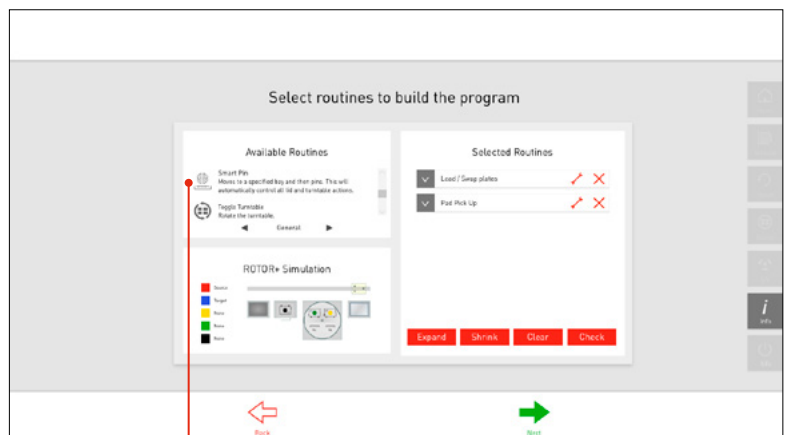 Select routines to build the program
Available Routines
Smart Pin
Moves to a specified bay and then pins. This will
automatically control all lid and turntable actions.
Toggle Turntable
Rotate the turntable.
General
ROTOR+ Simulation
Source
Target
None
None
None
Selected Routines
Load / Swap plates
Pad Pick Up
Expand
Shrink
Clear
Check
i
Info
Back
Next